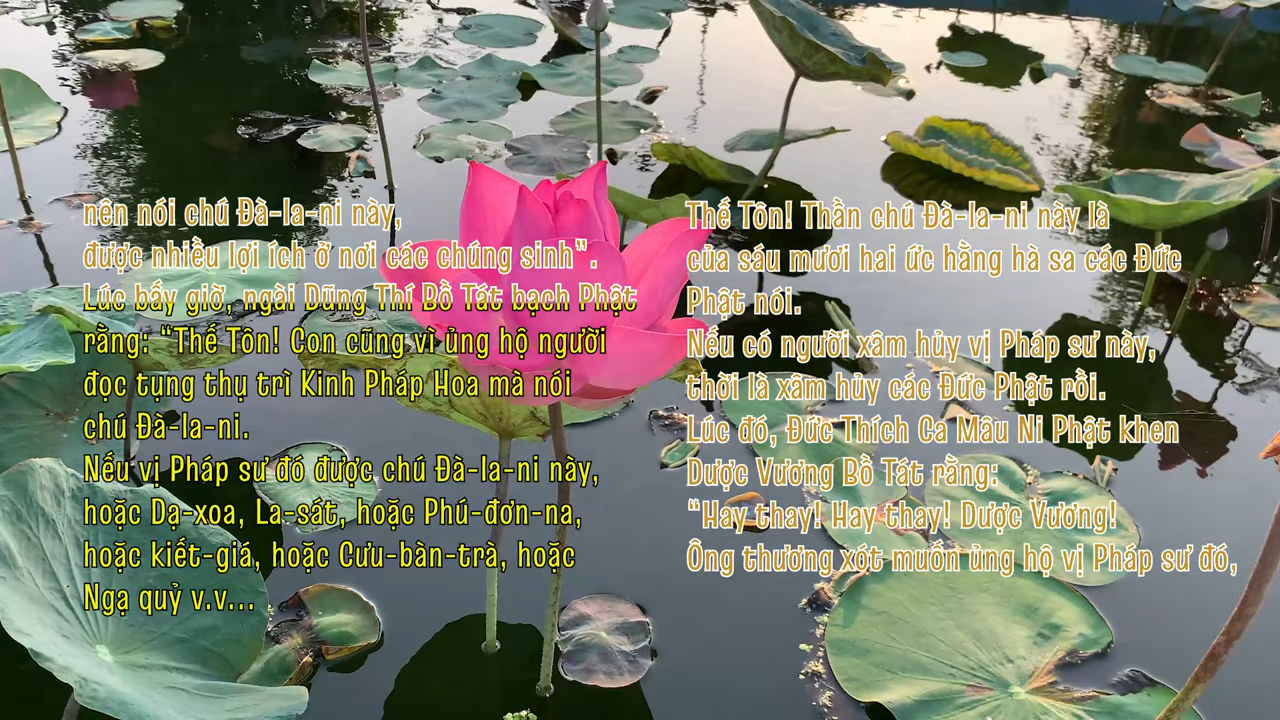 nên nói chú Đà-la-ni này,
được nhiều lợi ích ở nơi các chúng sinh”.
Lúc bấy giờ, ngài Dũng Thí Bồ Tát bạch Phật
rằng: “Thế Tôn! Con cũng vì ủng hộ người
đọc tụng thụ trì Kinh Pháp Hoa mà nói
chú Đà-la-ni.
Nếu vị Pháp sư đó được chú Đà-la-ni này,
hoặc Dạ-xoa, La-sát, hoặc Phú-đơn-na,
hoặc kiết-giá, hoặc Cưu-bàn-trà, hoặc
Ngạ quỷ v.v...
Thế Tôn! Thần chú Đà-la-ni này là
của sáu mươi hai ức hằng hà sa các Đức
Phật nói.
Nếu có người xâm hủy vị Pháp sư này,
thời là xâm hủy các Đức Phật rồi.
Lúc đó, Đức Thích Ca Mâu Ni Phật khen
Dược Vương Bồ Tát rằng:
“Hay thay! Hay thay! Dược Vương!
Ông thương xót muốn ủng hộ vị Pháp sư đó,